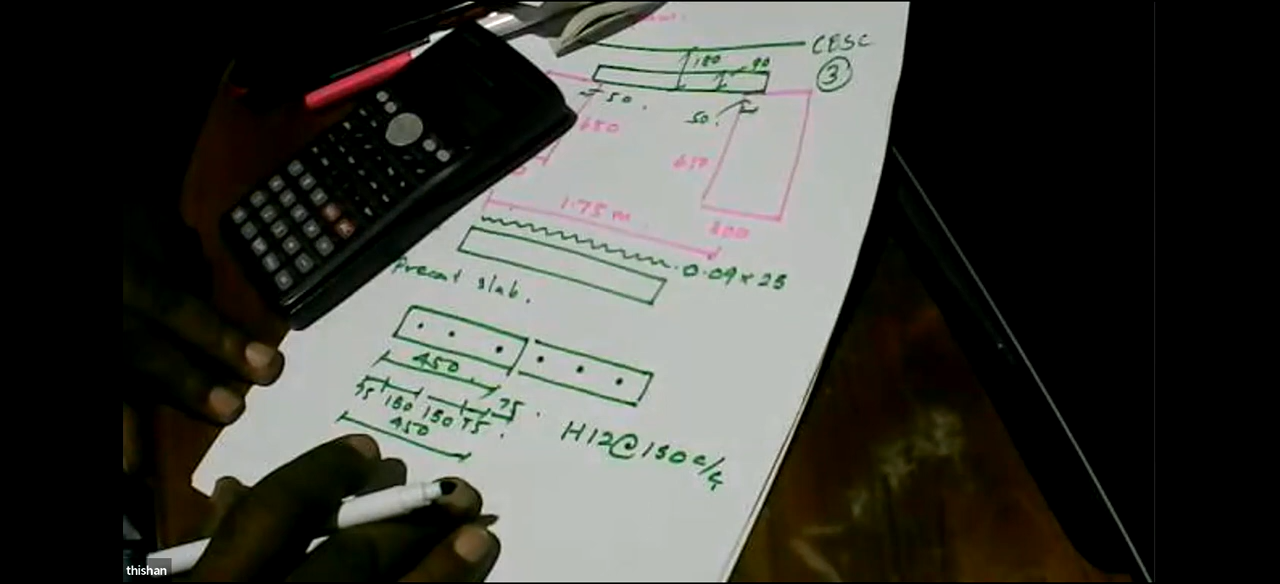 CESC
3
180
90
50.
50.
650
650
300
1.75 m.
0.09 x 25
Precast slab.
450
75 150 150 75
75.
450
H12@150 c/c
thishan